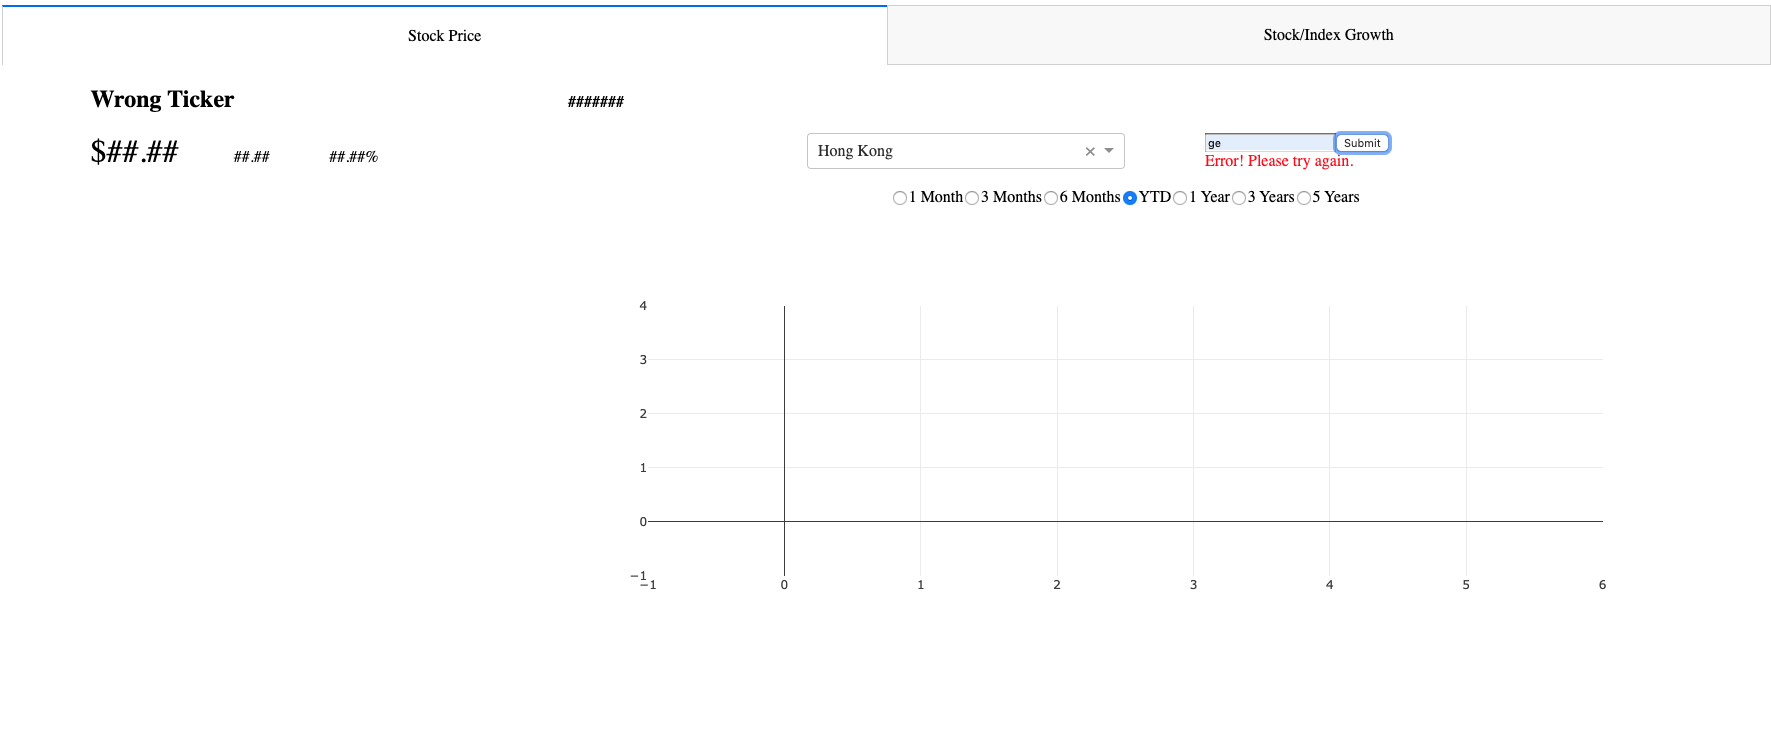 Stock Price
Stock/Index Growth
Wrong Ticker
#######
$##.##
##.##
##.##%
Hong Kong
ge
Submit
Error! Please try again.
1 Month 3 Months 6 Months YTD 1 Year 3 Years 5 Years
4
3
2
1
0
−1
−1 0 1 2 3 4 5 6